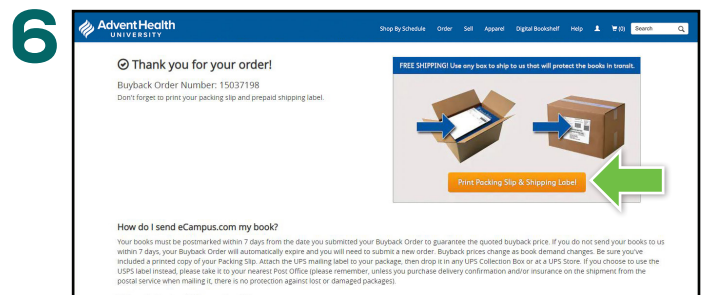 6
AdventHealth
UNIVERSITY
Shop By Schedule Order Sell Apparel Digital Bookshelf Help (0) Search
Thank you for your order!
Buyback Order Number: 15037198
Don't forget to print your packing slip and prepaid shipping label.
FREE SHIPPING! Use any box to ship to us that will protect the books in transit.
Print Packing Slip & Shipping Label
How do I send eCampus.com my book?
Your books must be postmarked within 7 days from the date you submitted your Buyback Order to guarantee the quoted buyback price. If you do not send your books to us
within 7 days, your Buyback Order will automatically expire and you will need to submit a new order. Buyback prices change as book demand changes. Be sure you've
included a printed copy of your Packing Slip. Attach the UPS mailing label to your package, then drop it in any UPS Collection Box or at a UPS Store. If you choose to use the
USPS label instead, please take it to your nearest Post Office (please remember, unless you purchase delivery confirmation and/or insurance on the shipment from the
postal service when mailing it, there is no protection against lost or damaged packages).